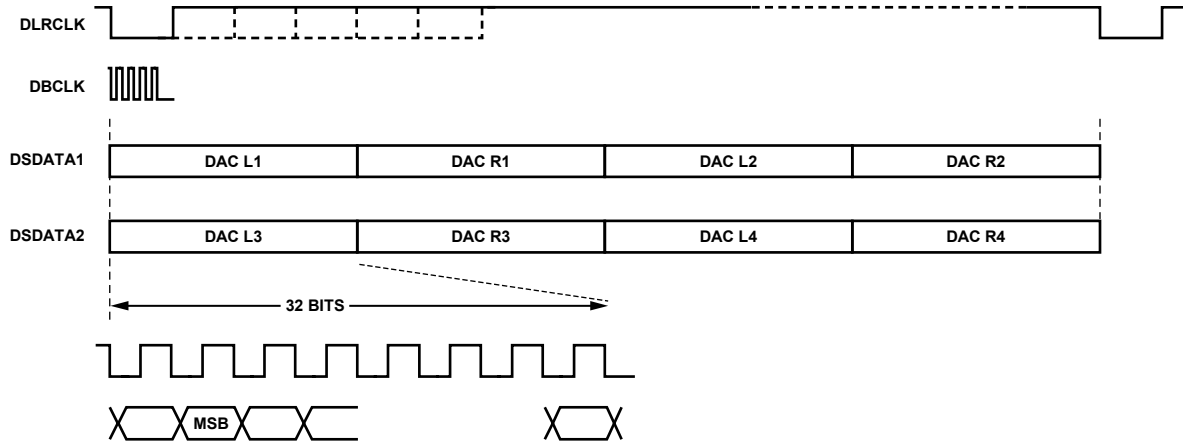 DLRCLK
DBCLK
DSDATA1 DAC L1 DAC R1 DAC L2 DAC R2
DSDATA2 DAC L3 DAC R3 DAC L4 DAC R4
32 BITS
MSB